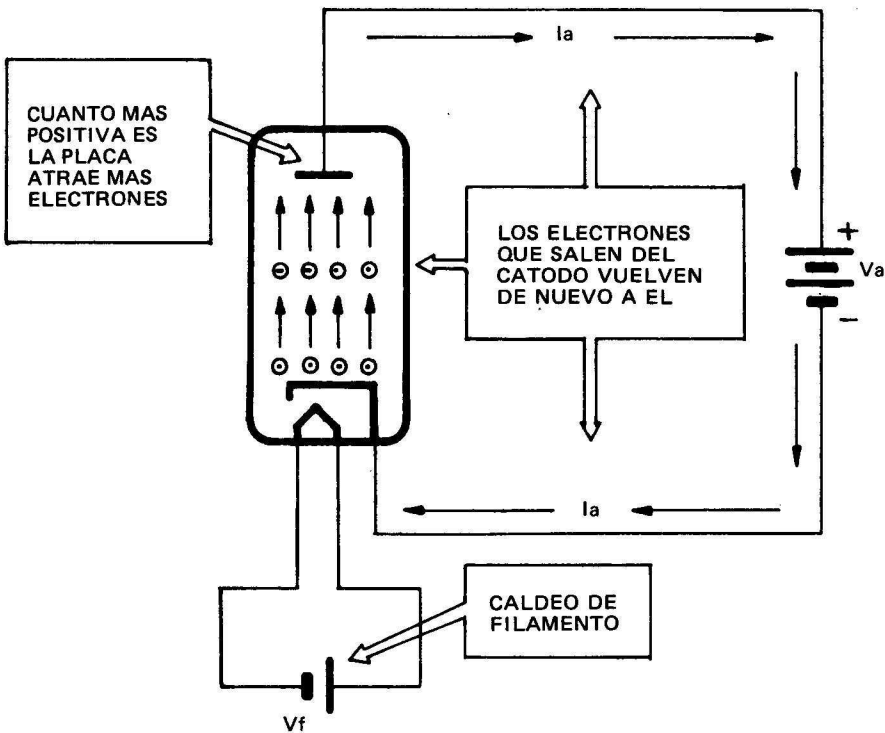 Ia
CUANTO MAS
POSITIVA ES
LA PLACA
ATRAE MAS
ELECTRONES
LOS ELECTRONES
QUE SALEN DEL
CATODO VUELVEN
DE NUEVO A EL
+
Va
−
Ia
CALDEO DE
FILAMENTO
Vf